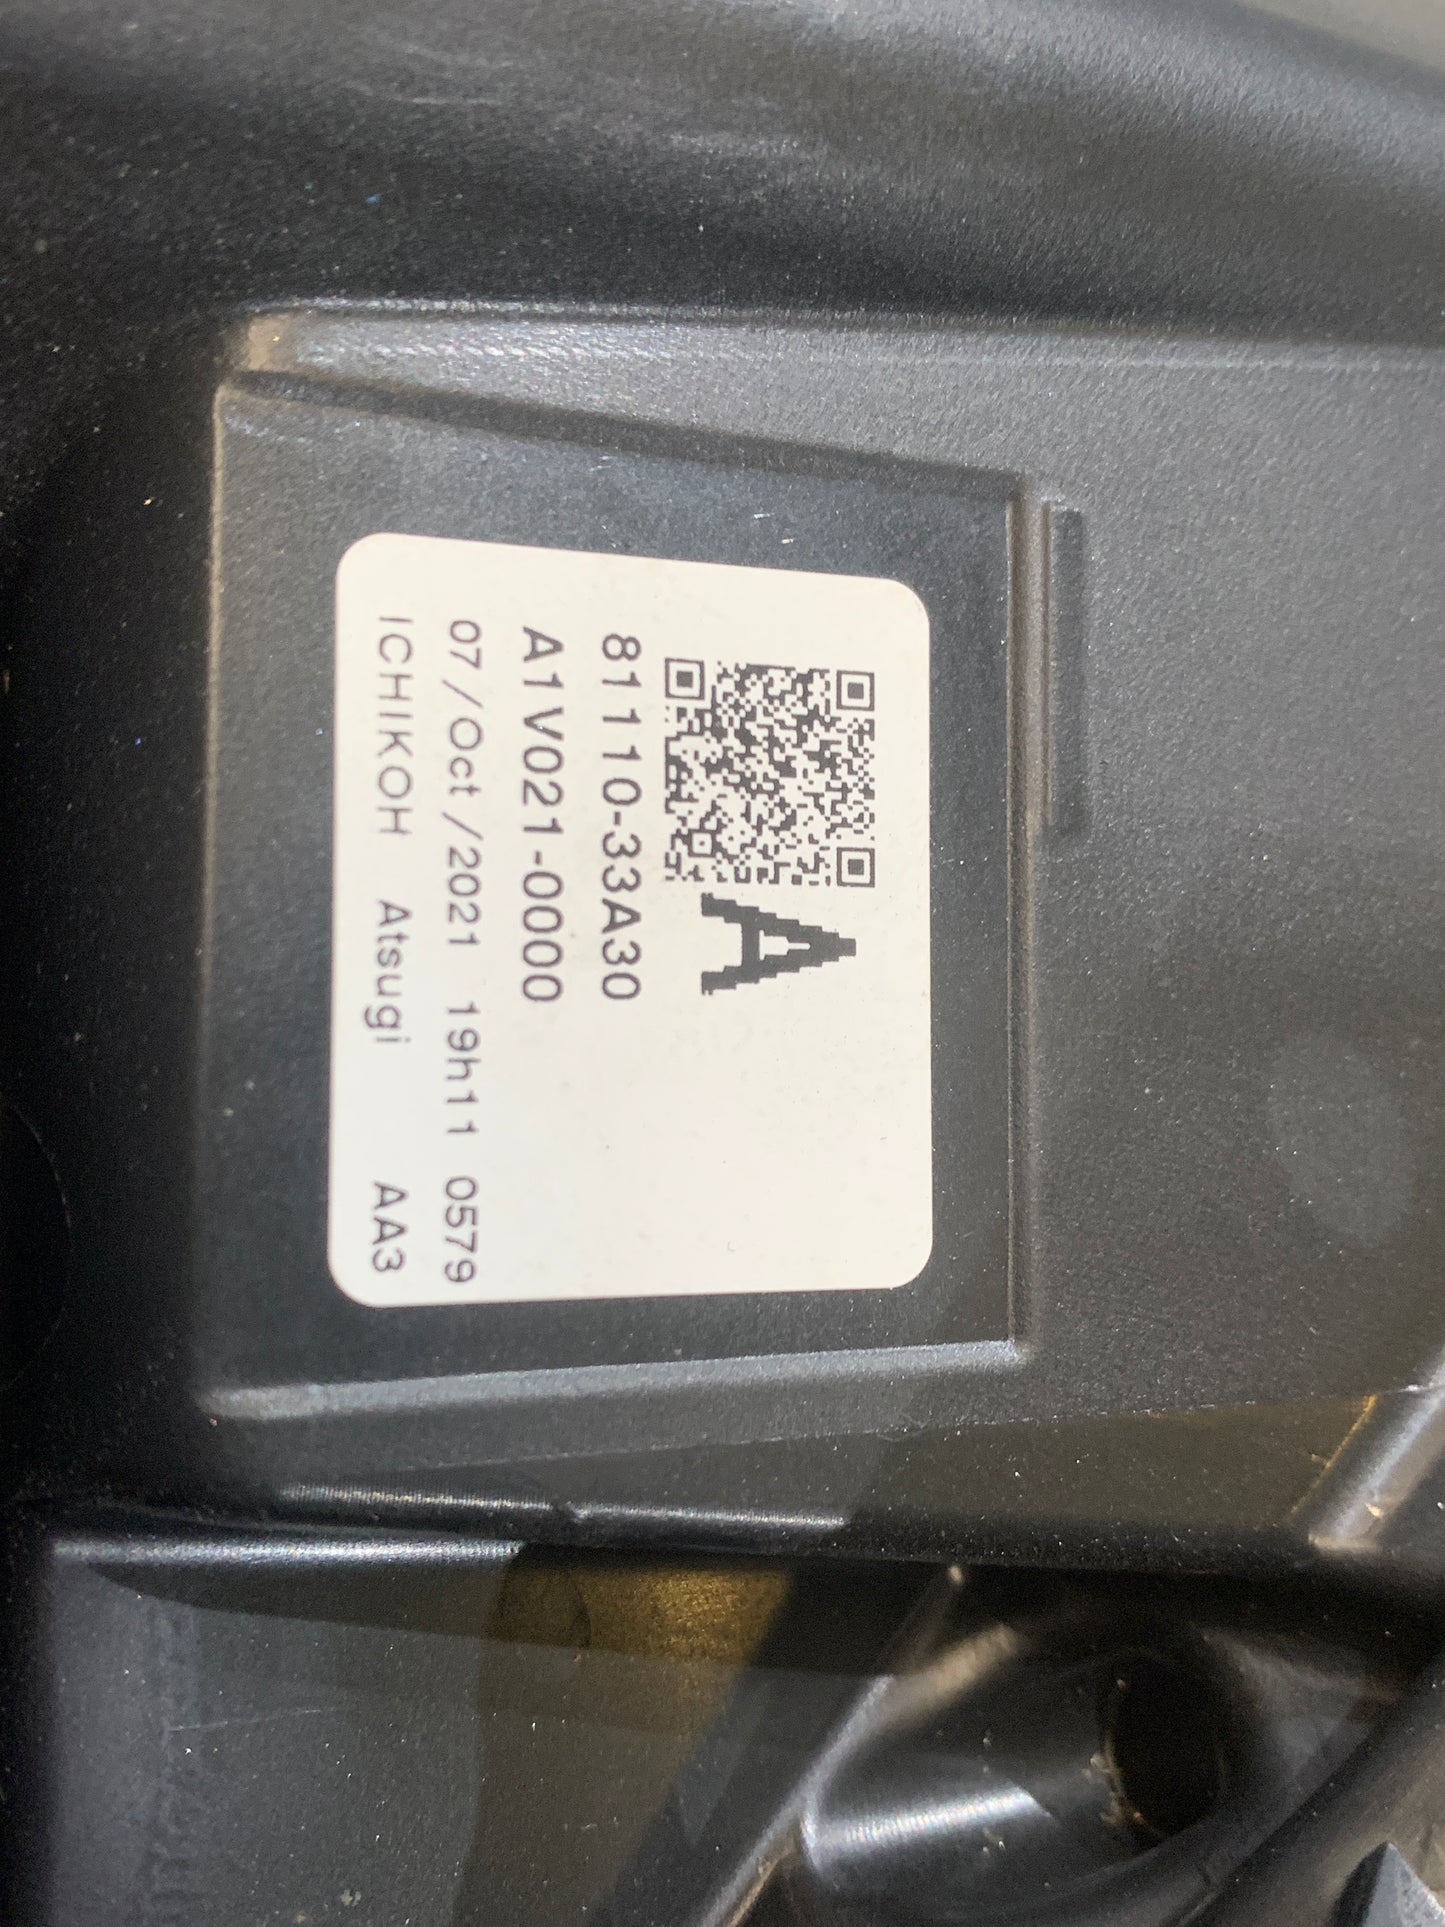 A
81110-33A30
A1V021-0000
07/Oct/2021 19h11 0579
ICHIKOH Atsugi AA3